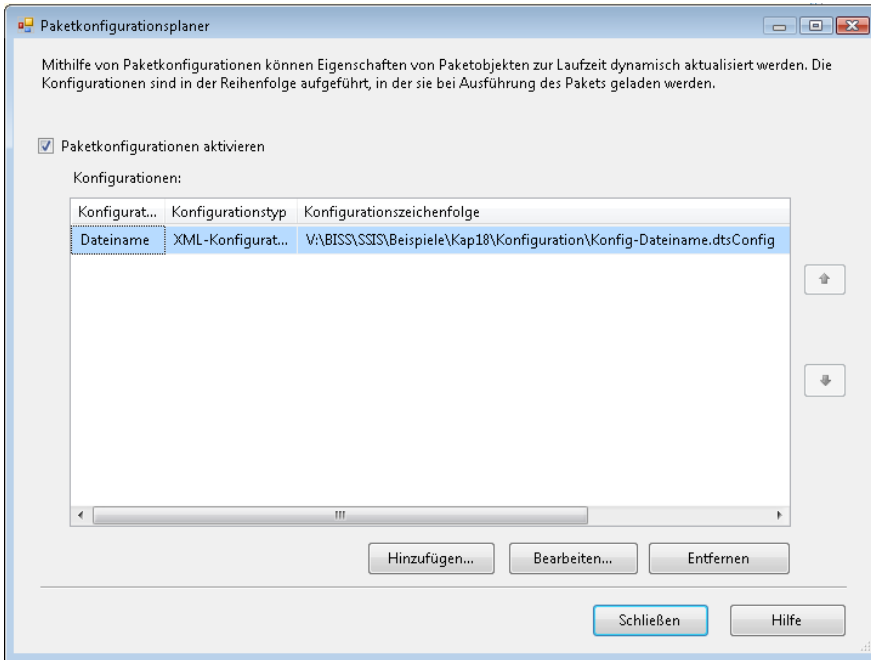 Paketkonfigurationsplaner
Mithilfe von Paketkonfigurationen können Eigenschaften von Paketobjekten zur Laufzeit dynamisch aktualisiert werden. Die
Konfigurationen sind in der Reihenfolge aufgeführt, in der sie bei Ausführung des Pakets geladen werden.
Paketkonfigurationen aktivieren
Konfigurationen:
Konfigurat... Konfigurationstyp Konfigurationszeichenfolge
Dateiname XML-Konfigurat... V:\BISS\SSIS\Beispiele\Kap18\Konfiguration\Konfig-Dateiname.dtsConfig
Hinzufügen... Bearbeiten... Entfernen
Schließen Hilfe